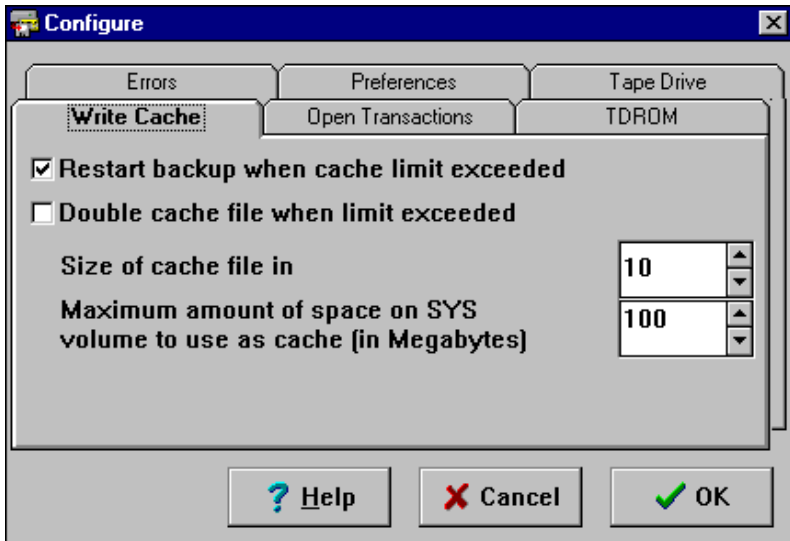 Configure
Errors Preferences Tape Drive
Write Cache Open Transactions TDROM
Restart backup when cache limit exceeded
Double cache file when limit exceeded
Size of cache file in 10
Maximum amount of space on SYS 100
volume to use as cache (in Megabytes)
? Help Cancel OK